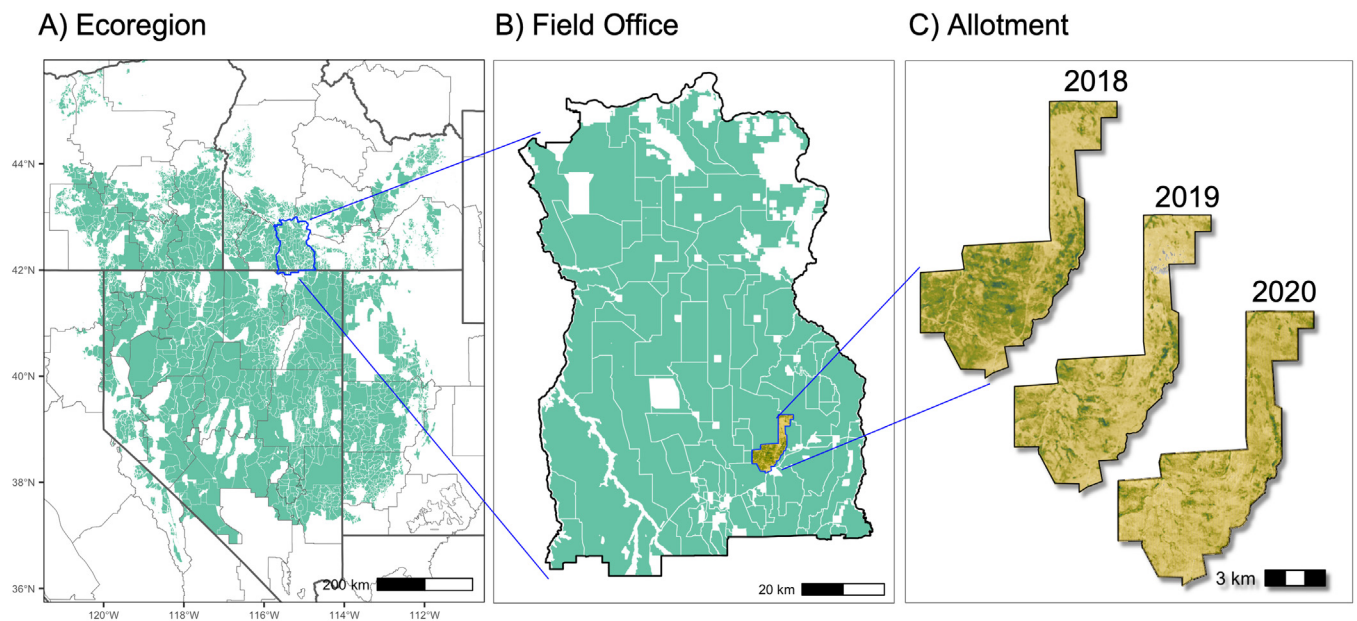 A) Ecoregion
B) Field Office
C) Allotment
44°N
42°N
40°N
38°N
36°N
120°W
118°W
116°W
114°W
112°W
200 km
20 km
2018
2019
2020
3 km